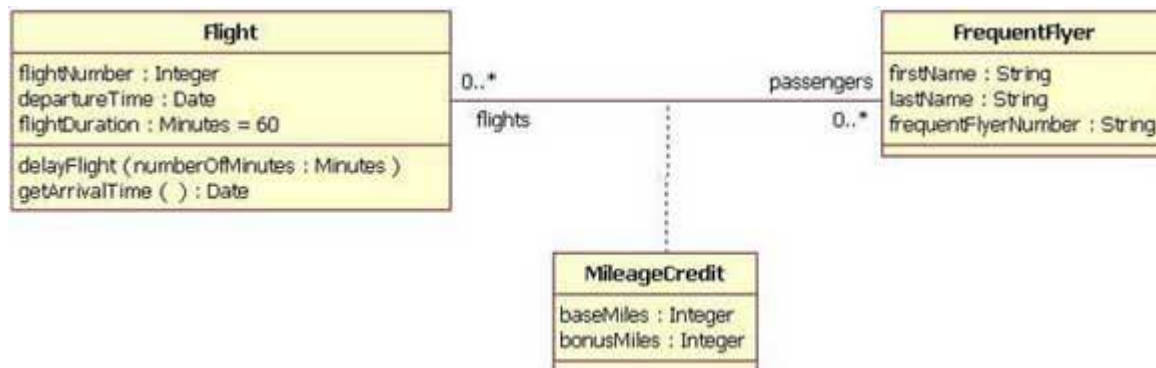 Flight
flightNumber : Integer
departureTime : Date
flightDuration : Minutes = 60
delayFlight ( numberOfMinutes : Minutes )
getArrivalTime ( ) : Date
0..*
flights
passengers
0..*
FrequentFlyer
firstName : String
lastName : String
frequentFlyerNumber : String
MileageCredit
baseMiles : Integer
bonusMiles : Integer